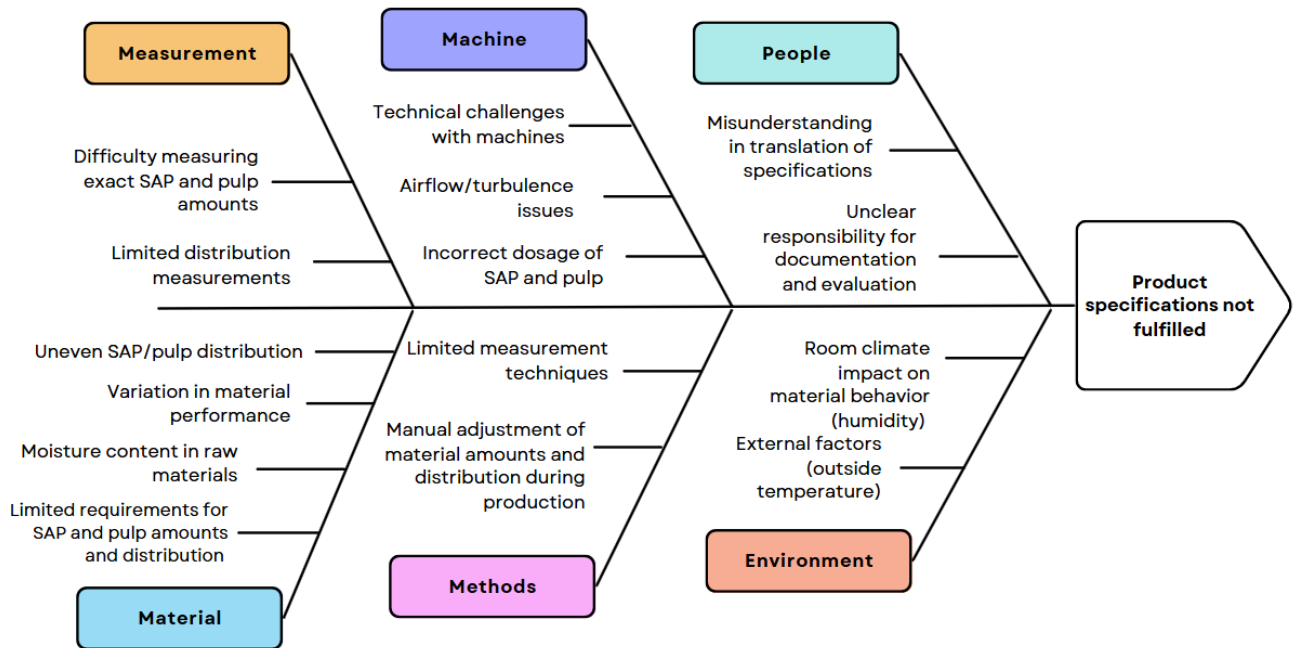 Measurement
Machine
People
Difficulty measuring
exact SAP and pulp
amounts
Limited distribution
measurements
Technical challenges
with machines
Airflow/turbulence
issues
Incorrect dosage of
SAP and pulp
Misunderstanding
in translation of
specifications
Unclear
responsibility for
documentation
and evaluation
Product
specifications not
fulfilled
Uneven SAP/pulp distribution
Variation in material
performance
Moisture content in raw
materials
Limited requirements for
SAP and pulp amounts
and distribution
Limited measurement
techniques
Manual adjustment of
material amounts and
distribution during
production
Room climate
impact on
material behavior
(humidity)
External factors
(outside
temperature)
Material
Methods
Environment